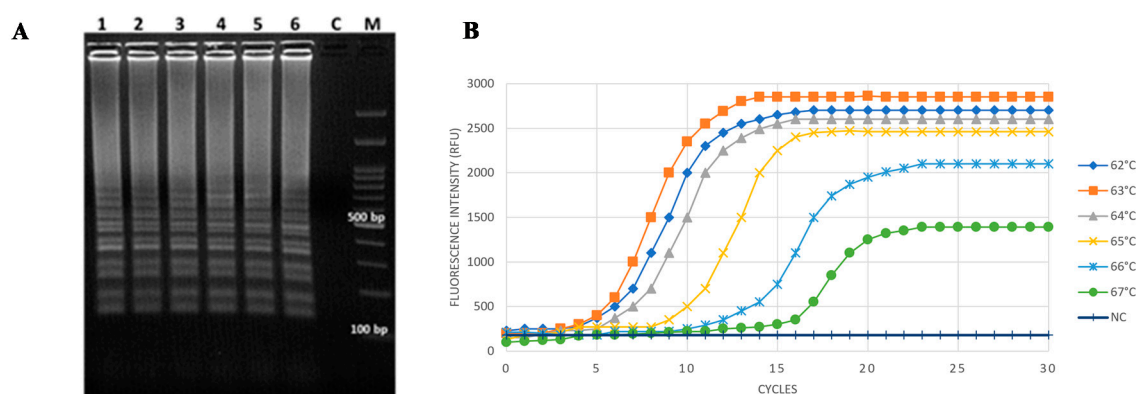 A
1 2 3 4 5 6 C M
500 bp
100 bp
B
3000
2500
2000
1500
1000
500
0
0 5 10 15 20 25 30
FLUORESCENCE INTENSITY (RFU)
CYCLES
62°C
63°C
64°C
65°C
66°C
67°C
NC